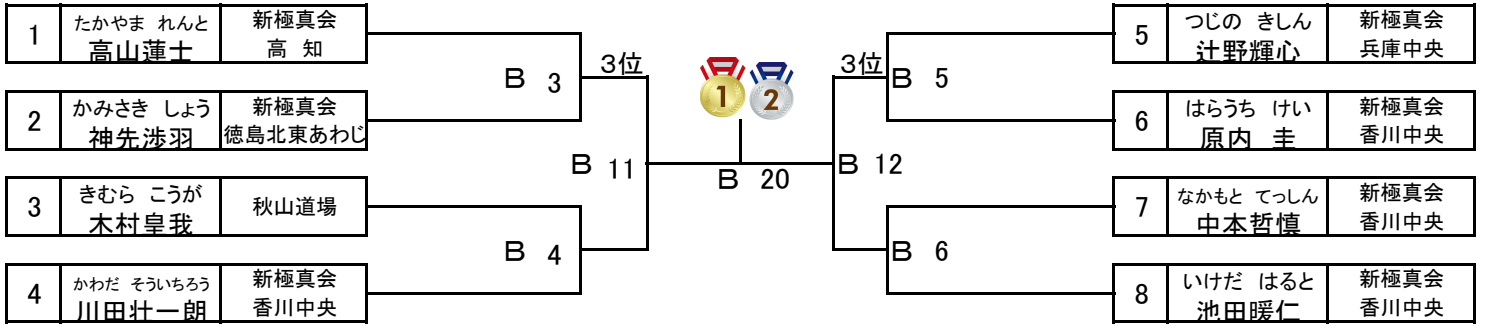 1
たかやま れんと
高山蓮士
新極真会
高 知
2
かみさき しょう
神先渉羽
新極真会
徳島北東あわじ
3
きむら こうが
木村皇我
秋山道場
4
かわだ そういちろう
川田壮一朗
新極真会
香川中央
B 3
3位
B 4
B 11
1
2
B 20
3位
B 5
B 12
B 6
5
つじの きしん
辻野輝心
新極真会
兵庫中央
6
はらうち けい
原内 圭
新極真会
香川中央
7
なかもと てっしん
中本哲慎
新極真会
香川中央
8
いけだ はると
池田暖仁
新極真会
香川中央